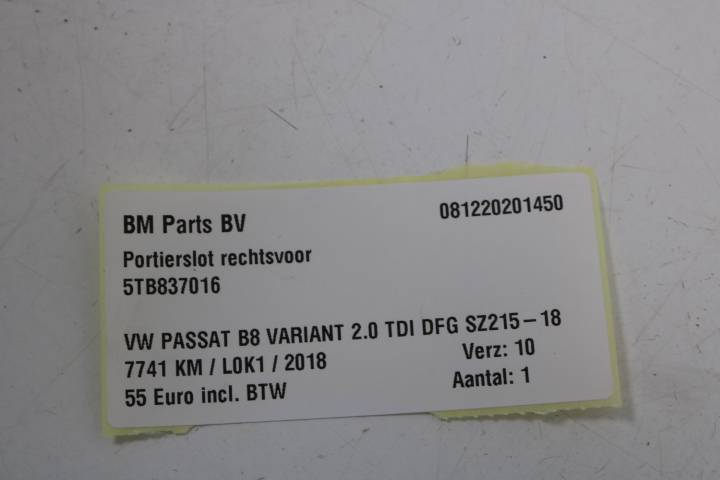 BM Parts BV 081220201450
Portierslot rechtsvoor
5TB837016
VW PASSAT B8 VARIANT 2.0 TDI DFG SZ215-18
7741 KM / L0K1 / 2018 Verz: 10
55 Euro incl. BTW Aantal: 1